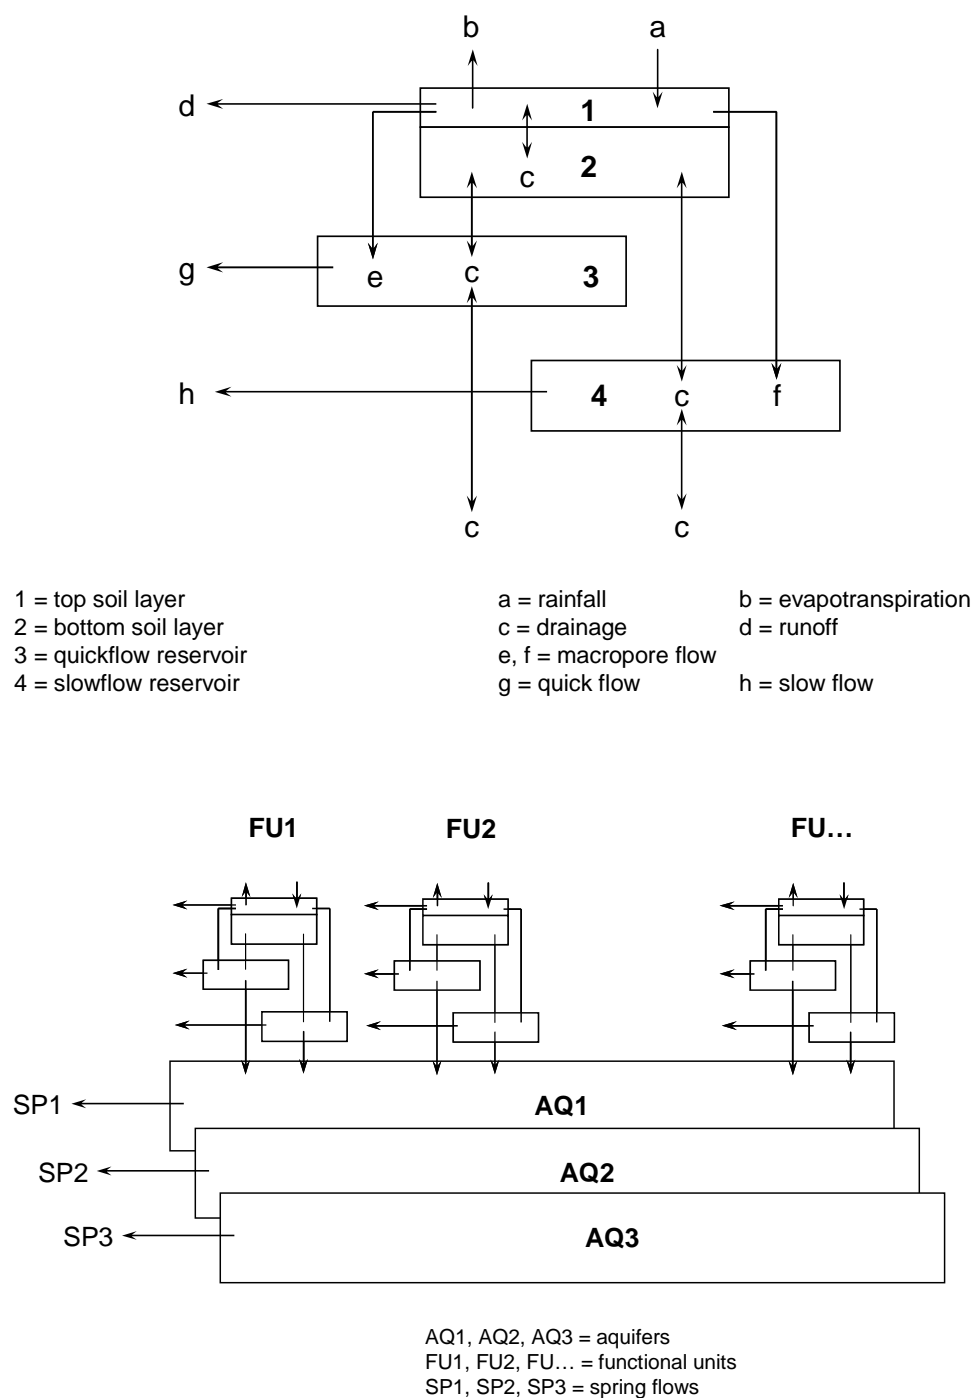 b a
d 1
2
c
g e c 3
h 4 c f
c c
1 = top soil layer a = rainfall b = evapotranspiration
2 = bottom soil layer c = drainage d = runoff
3 = quickflow reservoir e, f = macropore flow
4 = slowflow reservoir g = quick flow h = slow flow
FU1 FU2 FU…
SP1 AQ1
SP2 AQ2
SP3 AQ3
AQ1, AQ2, AQ3 = aquifers
FU1, FU2, FU… = functional units
SP1, SP2, SP3 = spring flows